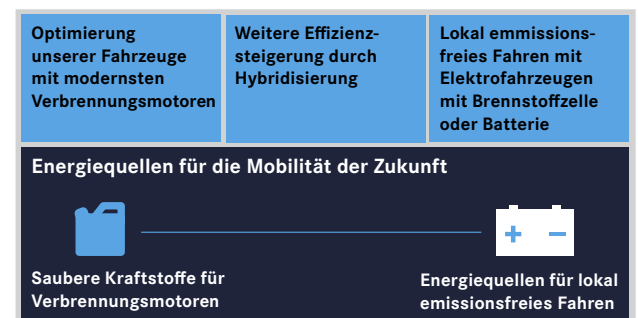 Optimierung
unserer Fahrzeuge
mit modernsten
Verbrennungsmotoren
Weitere Effizienz-
steigerung durch
Hybridisierung
Lokal emmissions-
freies Fahren mit
Elektrofahrzeugen
mit Brennstoffzelle
oder Batterie
Energiequellen für die Mobilität der Zukunft
Saubere Kraftstoffe für
Verbrennungsmotoren
Energiequellen für lokal
emissionsfreies Fahren